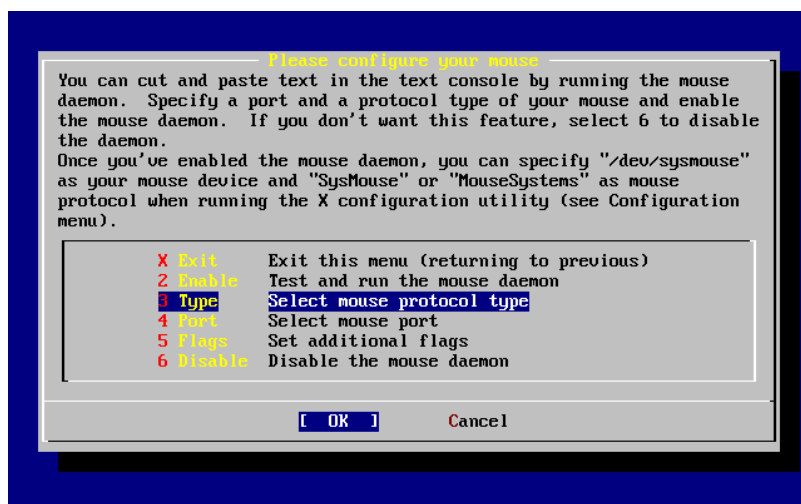 Please configure your mouse
You can cut and paste text in the text console by running the mouse
daemon.  Specify a port and a protocol type of your mouse and enable
the mouse daemon.  If you don't want this feature, select 6 to disable
the daemon.
Once you've enabled the mouse daemon, you can specify "/dev/sysmouse"
as your mouse device and "SysMouse" or "MouseSystems" as mouse
protocol when running the X configuration utility (see Configuration
menu).
X Exit Exit this menu (returning to previous)
2 Enable Test and run the mouse daemon
3 Type Select mouse protocol type
4 Port Select mouse port
5 Flags Set additional flags
6 Disable Disable the mouse daemon
[ OK ] Cancel